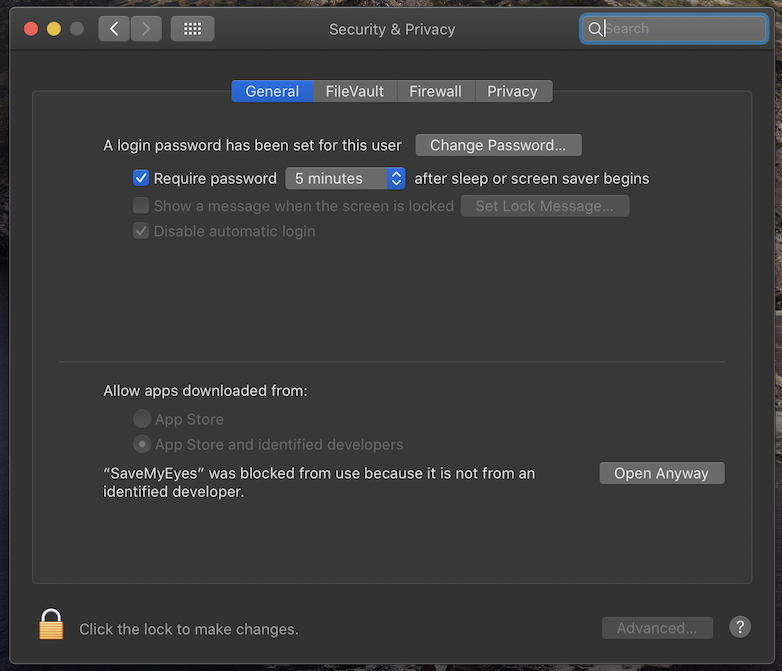 Security & Privacy
Search
General FileVault Firewall Privacy
A login password has been set for this user Change Password...
Require password 5 minutes after sleep or screen saver begins
Show a message when the screen is locked Set Lock Message...
Disable automatic login
Allow apps downloaded from:
App Store
App Store and identified developers
“SaveMyEyes” was blocked from use because it is not from an Open Anyway
identified developer.
Click the lock to make changes. Advanced... ?